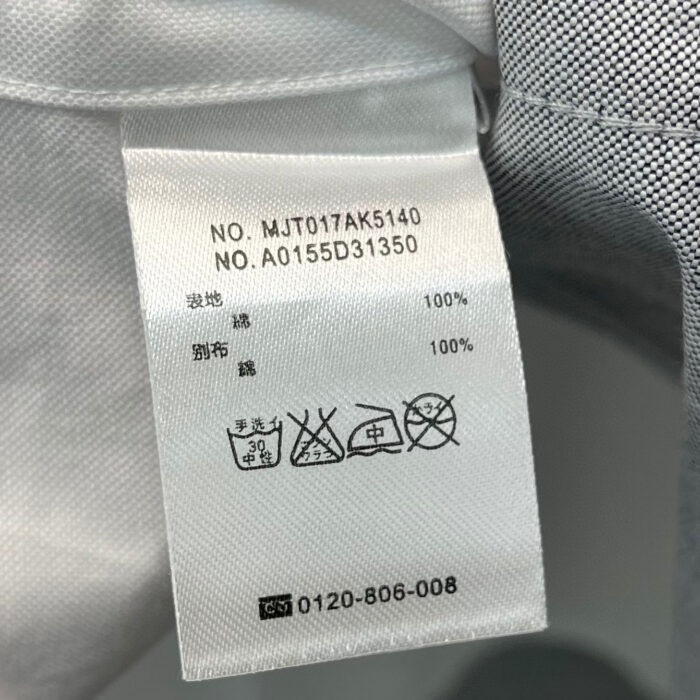 NO. MJT017AK5140
NO. A0155D31350
表地 100%
綿
別布 100%
綿
手洗イ
30
中性
エンソ
サラシ
中
ドライ
0120-806-008